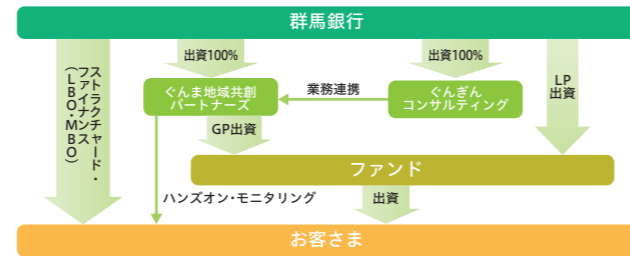 群馬銀行
ストラクチャード・
ファイナンス
(LBO・MBO)
出資100%
出資100%
LP
出資
ぐんま地域共創
パートナーズ
業務連携
ぐんぎん
コンサルティング
GP出資
ファンド
ハンズオン・モニタリング
出資
お客さま